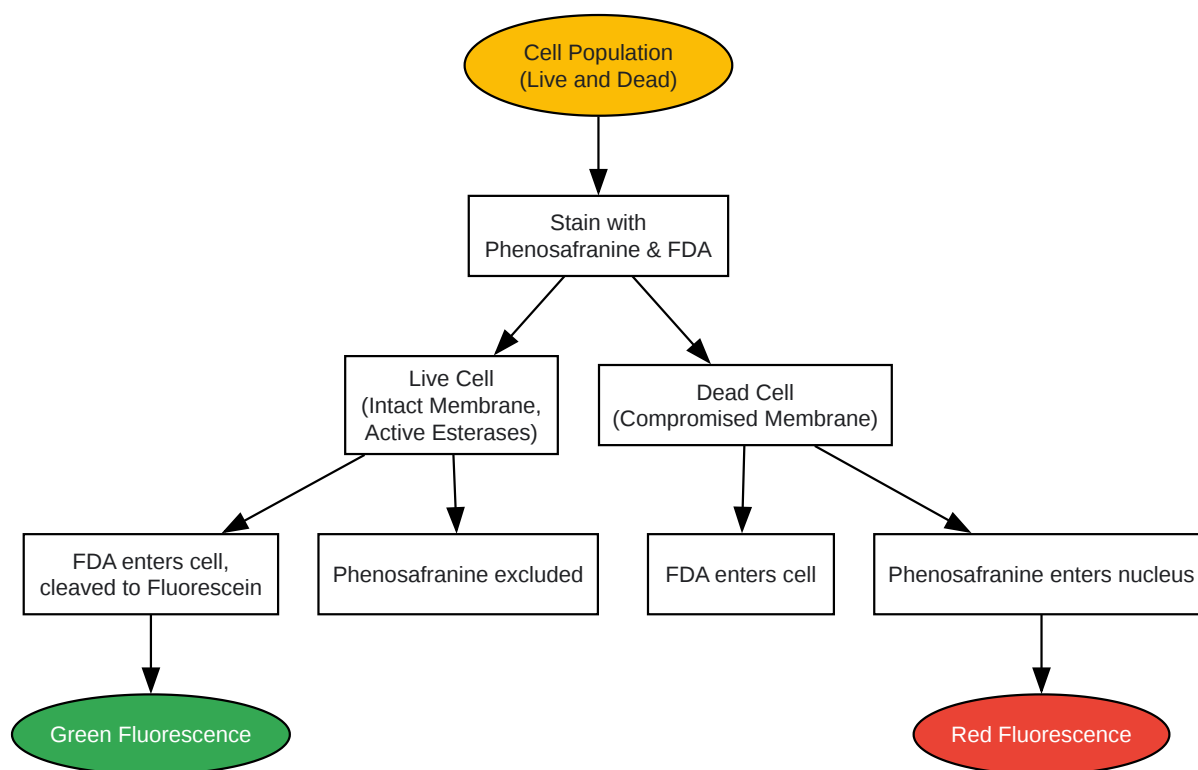 Cell Population
(Live and Dead)
Stain with
Phenosafranine & FDA
Live Cell
(Intact Membrane,
Active Esterases)
Dead Cell
(Compromised Membrane)
FDA enters cell,
cleaved to Fluorescein
Phenosafranine excluded
FDA enters cell
Phenosafranine enters nucleus
Green Fluorescence
Red Fluorescence